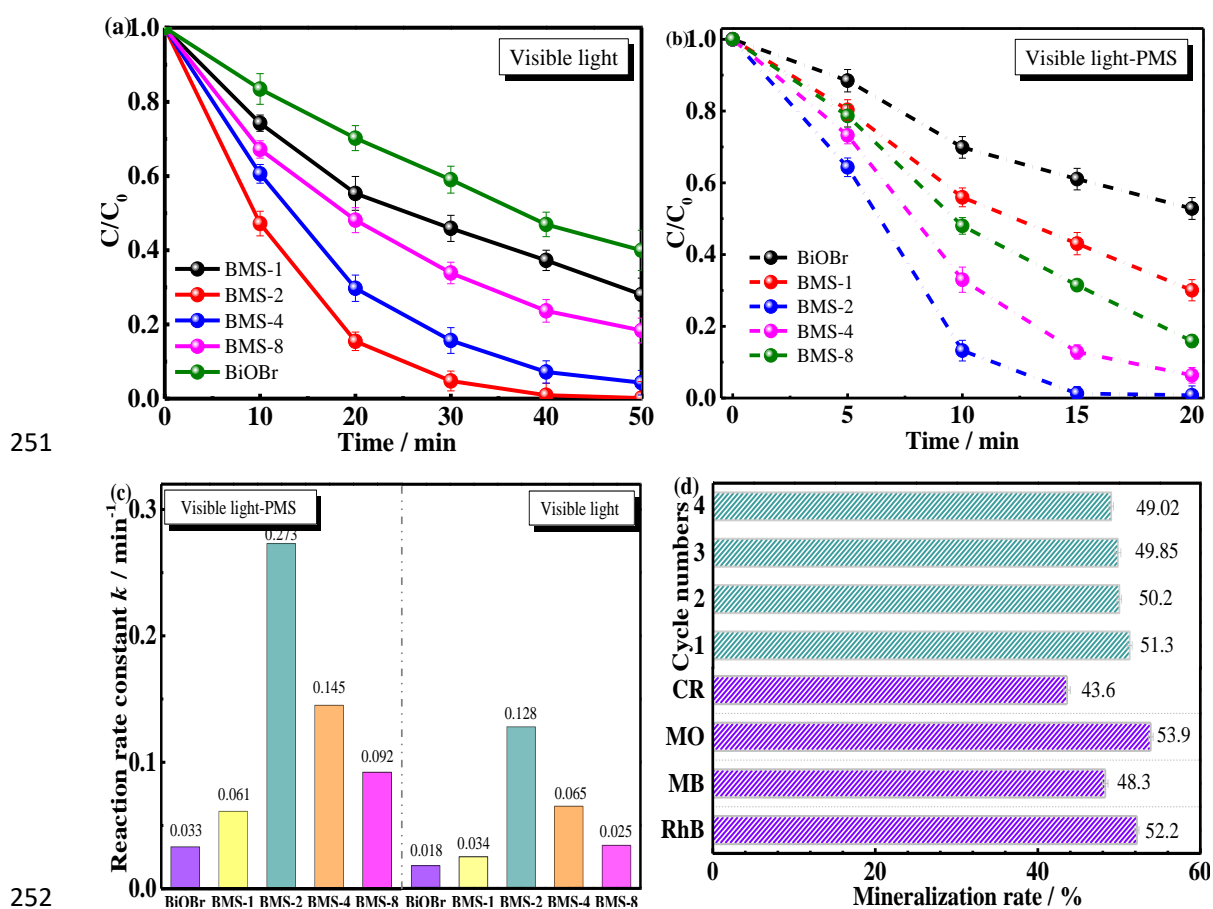 (a)
Visible light
C/C₀
1.0
0.8
0.6
0.4
0.2
0.0
BMS-1
BMS-2
BMS-4
BMS-8
BiOBr
0
10
20
30
40
50
Time / min
(b)
Visible light-PMS
C/C₀
1.0
0.8
0.6
0.4
0.2
0.0
BiOBr
BMS-1
BMS-2
BMS-4
BMS-8
0
5
10
15
20
Time / min
251
(c)
Visible light-PMS
Visible light
Reaction rate constant k / min⁻¹
0.3
0.2
0.1
0.0
0.033
0.061
0.273
0.145
0.092
0.018
0.034
0.128
0.065
0.025
BiOBr BMS-1 BMS-2 BMS-4 BMS-8 BiOBr BMS-1 BMS-2 BMS-4 BMS-8
(d)
Cycle numbers
4 49.02
3 49.85
2 50.2
1 51.3
CR 43.6
MO 53.9
MB 48.3
RhB 52.2
0 20 40 60
Mineralization rate / %
252